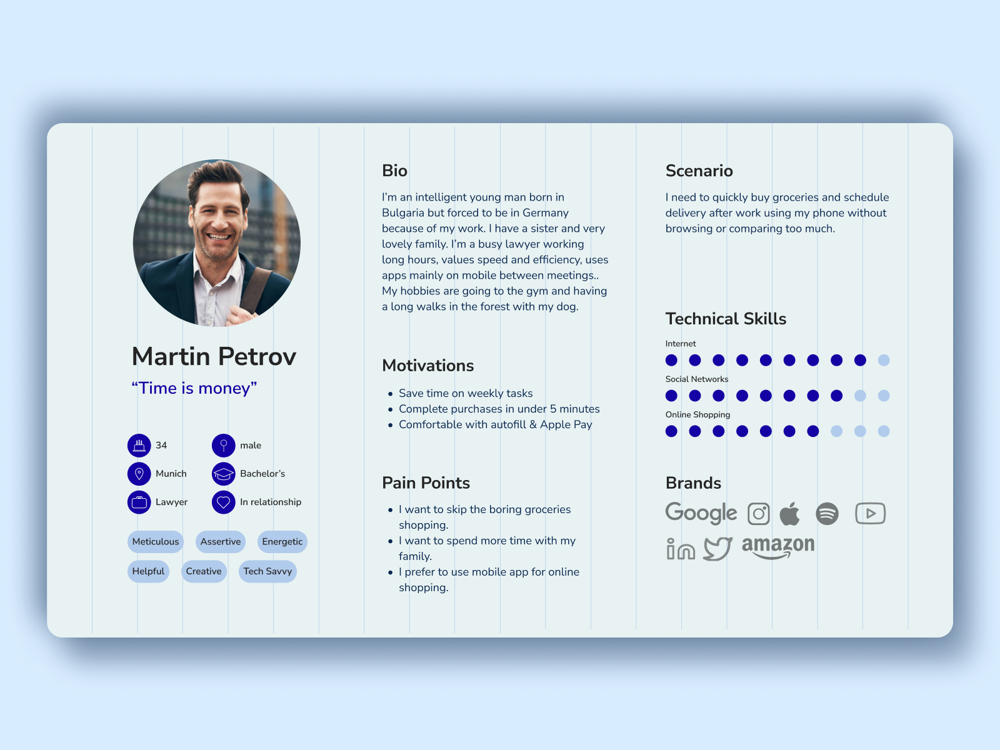 Martin Petrov
“Time is money”
34
male
Munich
Bachelor’s
Lawyer
In relationship
Meticulous
Assertive
Energetic
Helpful
Creative
Tech Savvy
Bio
I’m an intelligent young man born in
Bulgaria but forced to be in Germany
because of my work. I have a sister and very
lovely family. I’m a busy lawyer working
long hours, values speed and efficiency, uses
apps mainly on mobile between meetings..
My hobbies are going to the gym and having
a long walks in the forest with my dog.
Motivations
• Save time on weekly tasks
• Complete purchases in under 5 minutes
• Comfortable with autofill & Apple Pay
Pain Points
• I want to skip the boring groceries
shopping.
• I want to spend more time with my
family.
• I prefer to use mobile app for online
shopping.
Scenario
I need to quickly buy groceries and schedule
delivery after work using my phone without
browsing or comparing too much.
Technical Skills
Internet
Social Networks
Online Shopping
Brands
Google
in
amazon